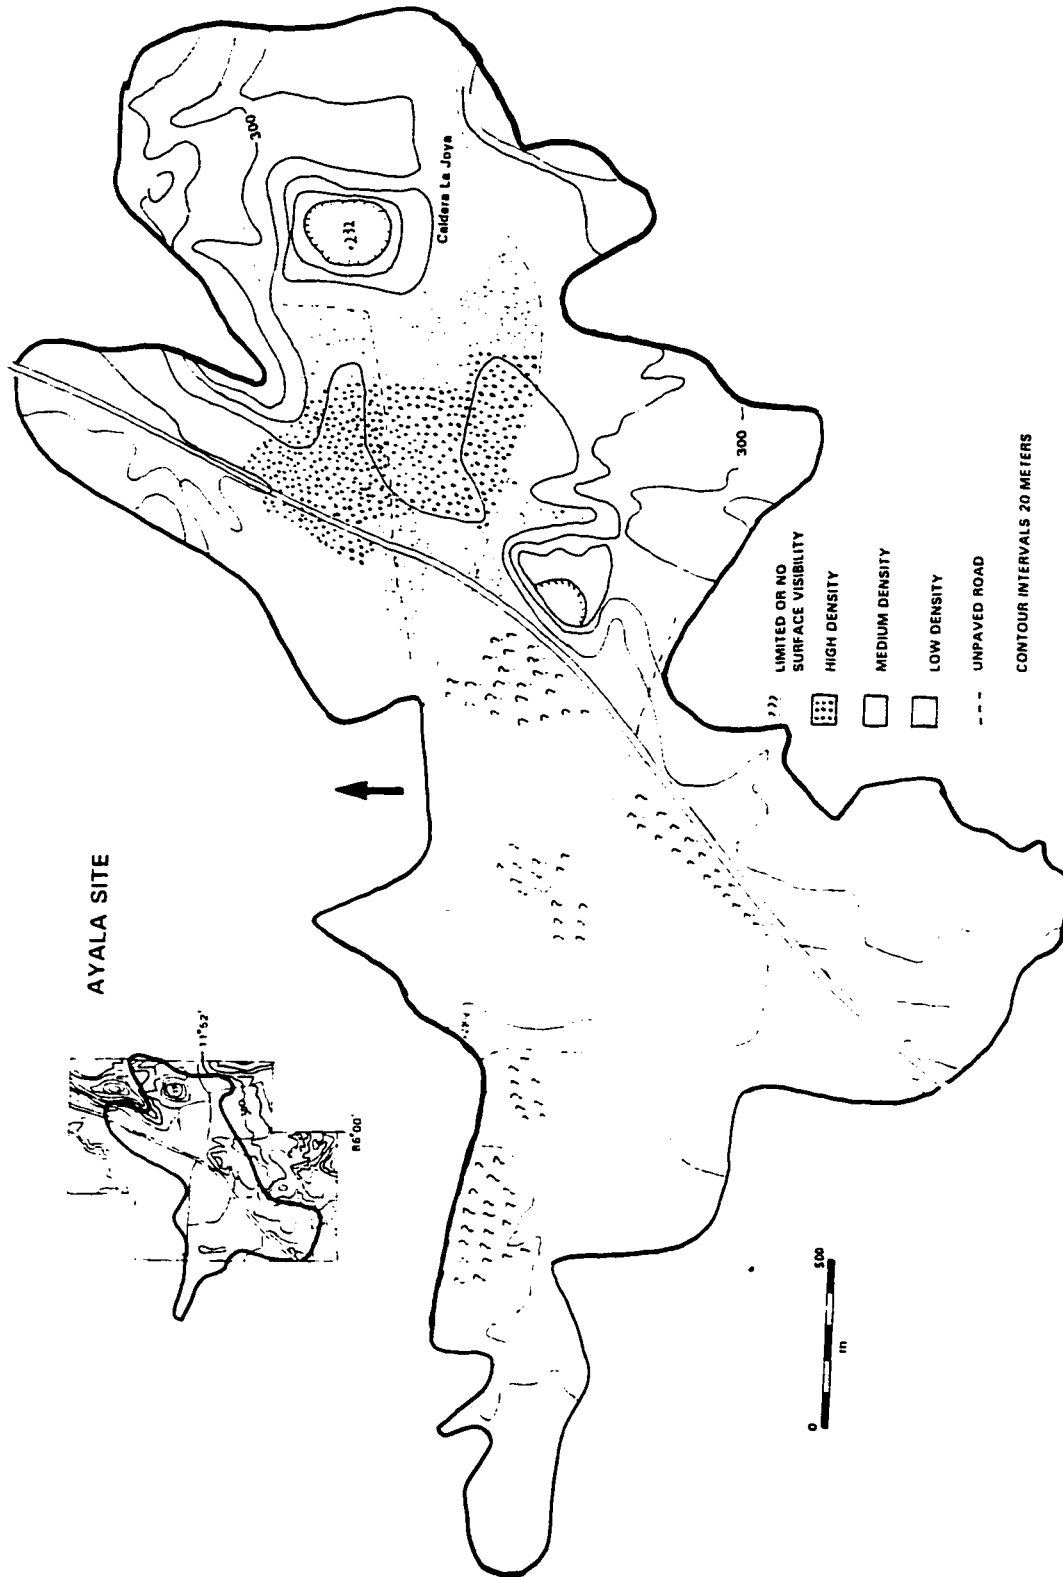 AYALA SITE
11°52'
86°00'
300
+232
Caldera La Joya
300
???
LIMITED OR NO
SURFACE VISIBILITY
HIGH DENSITY
MEDIUM DENSITY
LOW DENSITY
UNPAVED ROAD
CONTOUR INTERVALS 20 METERS
0
500
m